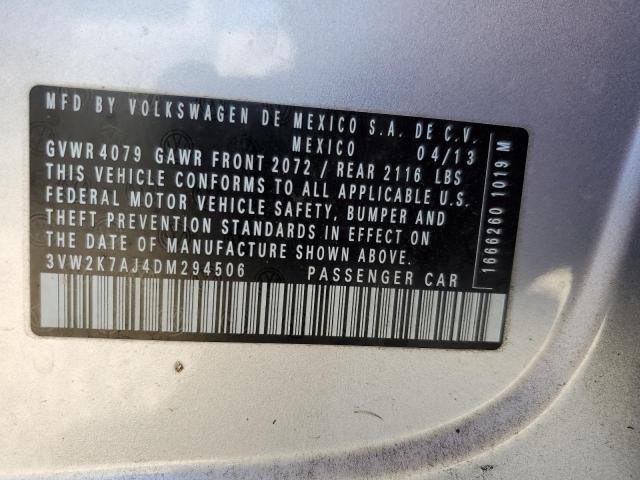 MFD BY VOLKSWAGEN DE MEXICO S.A. DE C.V.
MEXICO 04/13
GVWR 4079 GAWR FRONT 2072 / REAR 2116 LBS
THIS VEHICLE CONFORMS TO ALL APPLICABLE U.S.
FEDERAL MOTOR VEHICLE SAFETY, BUMPER AND
THEFT PREVENTION STANDARDS IN EFFECT ON
THE DATE OF MANUFACTURE SHOWN ABOVE.
3VW2K7AJ4DM294506 PASSENGER CAR
1666260 1019 M